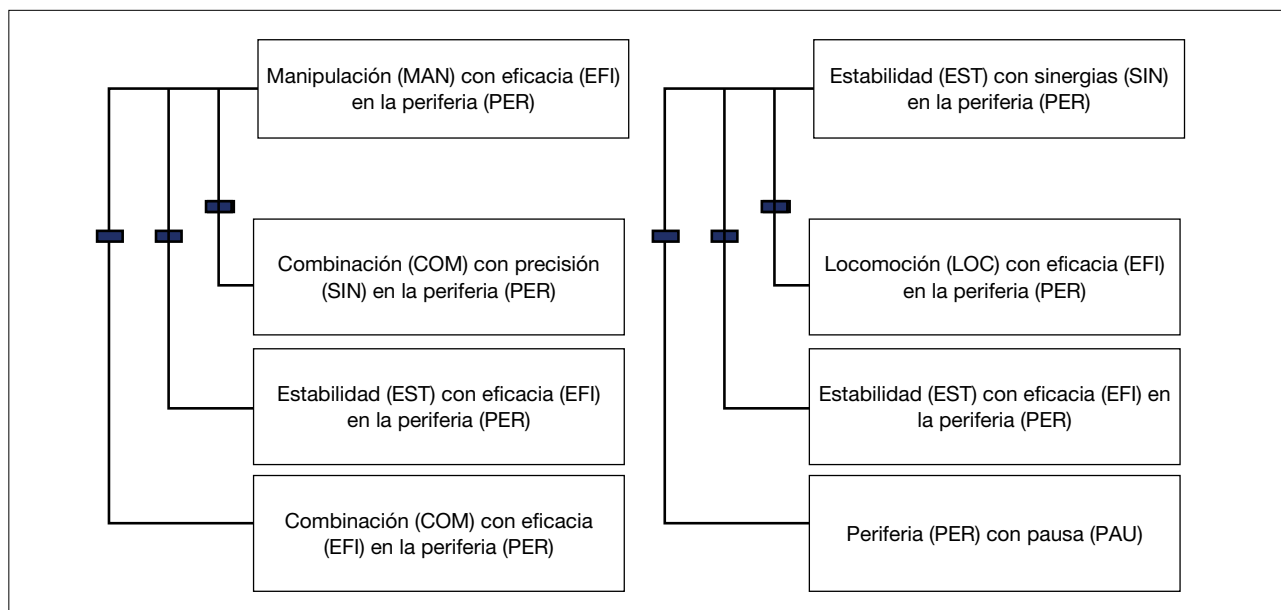 Manipulación (MAN) con eficacia (EFI)
en la periferia (PER)
Combinación (COM) con precisión
(SIN) en la periferia (PER)
Estabilidad (EST) con eficacia (EFI)
en la periferia (PER)
Combinación (COM) con eficacia
(EFI) en la periferia (PER)
Estabilidad (EST) con sinergias (SIN)
en la periferia (PER)
Locomoción (LOC) con eficacia (EFI)
en la periferia (PER)
Estabilidad (EST) con eficacia (EFI) en
la periferia (PER)
Periferia (PER) con pausa (PAU)